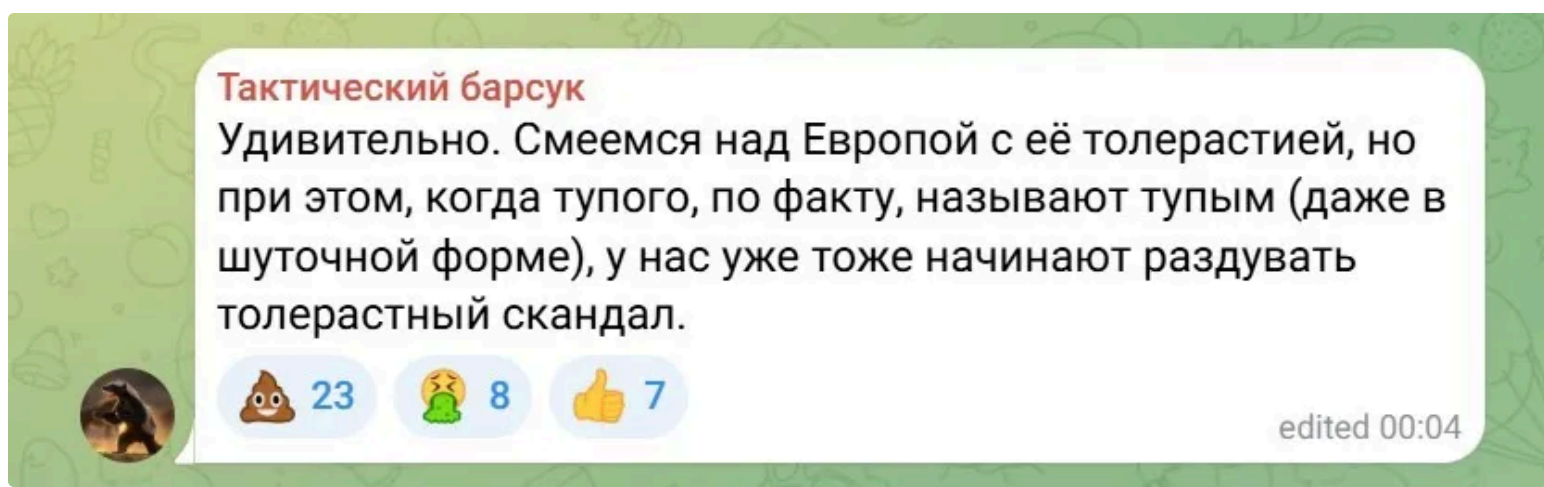 Тактический барсук
Удивительно. Смеемся над Европой с её толерастией, но
при этом, когда тупого, по факту, называют тупым (даже в
шуточной форме), у нас уже тоже начинают раздувать
толерастный скандал.
💩 23 🤮 8 👍 7
edited 00:04